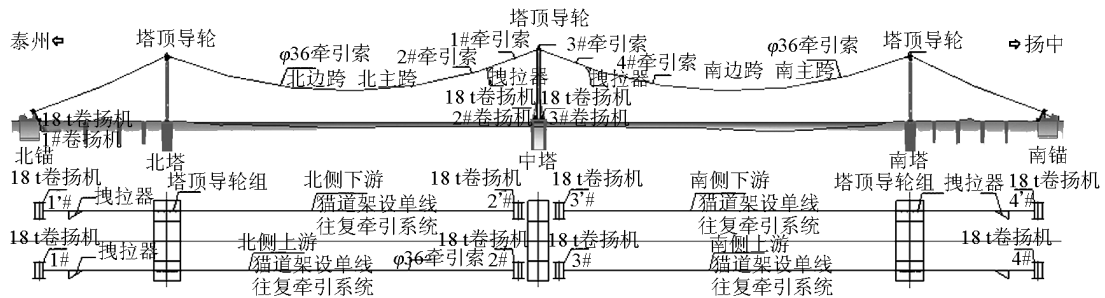 塔顶导轮
泰州
塔顶导轮
φ36牵引索
2#牵引索
1#牵引索
3#牵引索
4#牵引索
φ36牵引索
塔顶导轮
扬中
北边跨 北主跨
拽拉器
拽拉器
南边跨 南主跨
18 t卷扬机
1#卷扬机
18 t卷扬机
2#卷扬机
18 t卷扬机
3#卷扬机
北锚
北塔
中塔
南塔
南锚
18 t卷扬机
1'#
拽拉器
塔顶导轮组
北侧下游
猫道架设单线
往复牵引系统
18 t卷扬机
2'#
18 t卷扬机
3'#
南侧下游
猫道架设单线
往复牵引系统
塔顶导轮组
拽拉器
18 t卷扬机
4'#
18 t卷扬机
1#
拽拉器
北侧上游
猫道架设单线
往复牵引系统
φ36牵引索
18 t卷扬机
2#
18 t卷扬机
3#
南侧上游
猫道架设单线
往复牵引系统
18 t卷扬机
4#